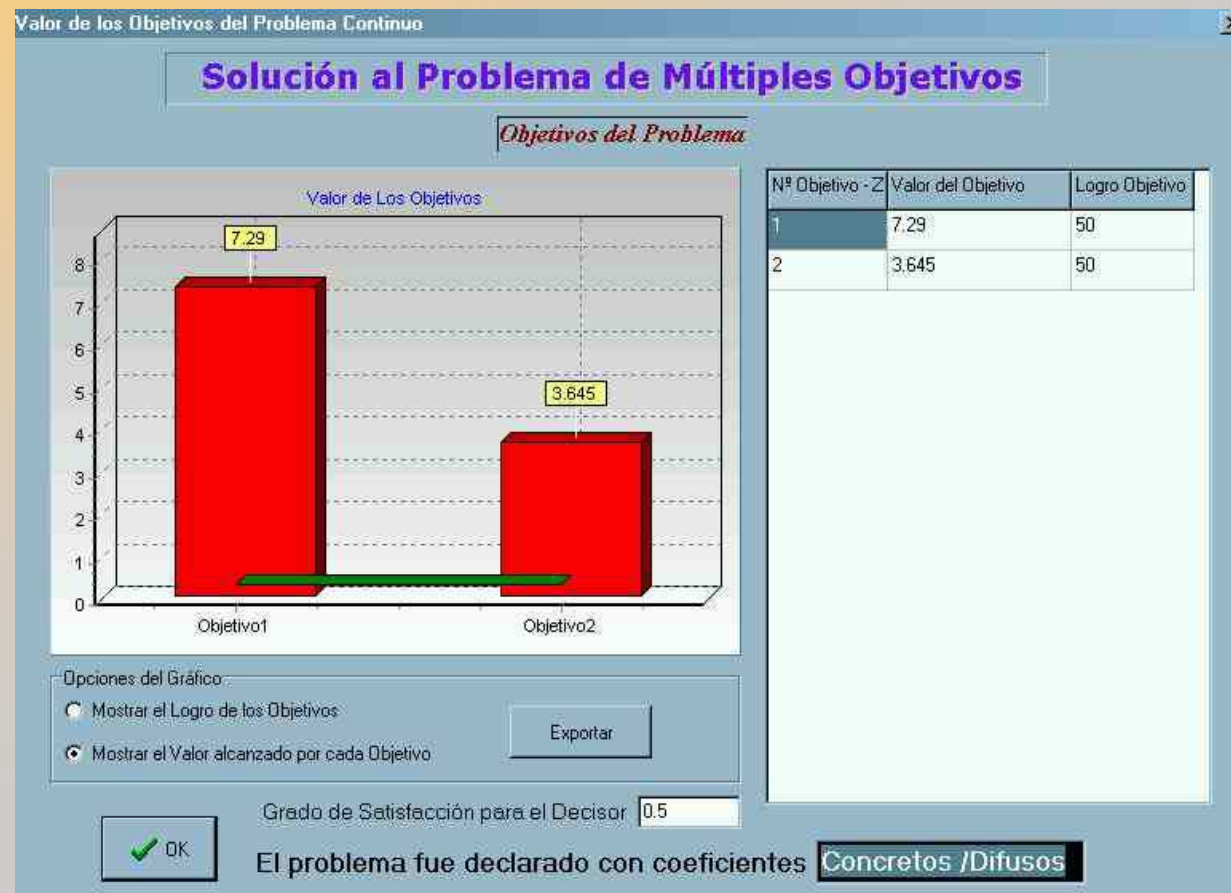 Valor de los Objetivos del Problema Continuo
Solución al Problema de Múltiples Objetivos
Objetivos del Problema
Valor de Los Objetivos
7.29
3.645
8
7
6
5
4
3
2
1
0
Objetivo1 Objetivo2
Nº Objetivo - Z Valor del Objetivo Logro Objetivo
1 7.29 50
2 3.645 50
Opciones del Gráfico
Mostrar el Logro de los Objetivos
Mostrar el Valor alcanzado por cada Objetivo
Exportar
Grado de Satisfacción para el Decisor 0.5
OK
El problema fue declarado con coeficientes Concretos /Difusos